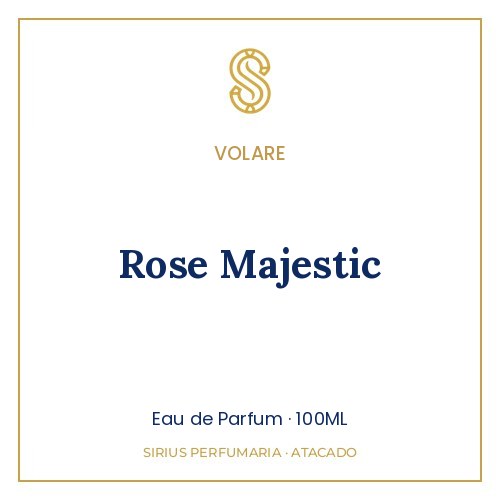 VOLARE
Rose Majestic
Eau de Parfum · 100ML
SIRIUS PERFUMARIA · ATACADO